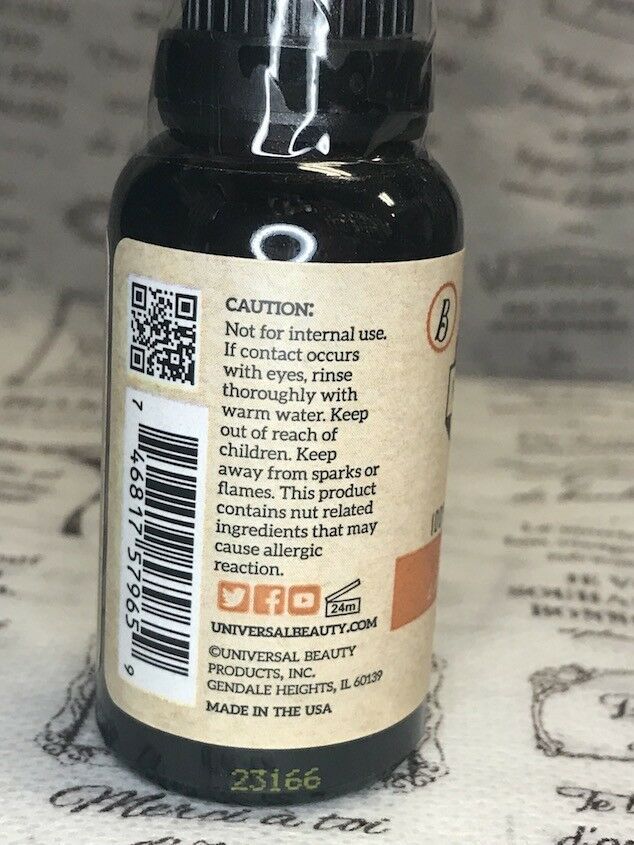 CAUTION:
Not for internal use.
If contact occurs
with eyes, rinse
thoroughly with
warm water. Keep
out of reach of
children. Keep
away from sparks or
flames. This product
contains nut related
ingredients that may
cause allergic
reaction.
24m
UNIVERSALBEAUTY.COM
©UNIVERSAL BEAUTY
PRODUCTS, INC.
GENDALE HEIGHTS, IL 60139
MADE IN THE USA
7 46817 57965 9
B
23166
Merci à toi